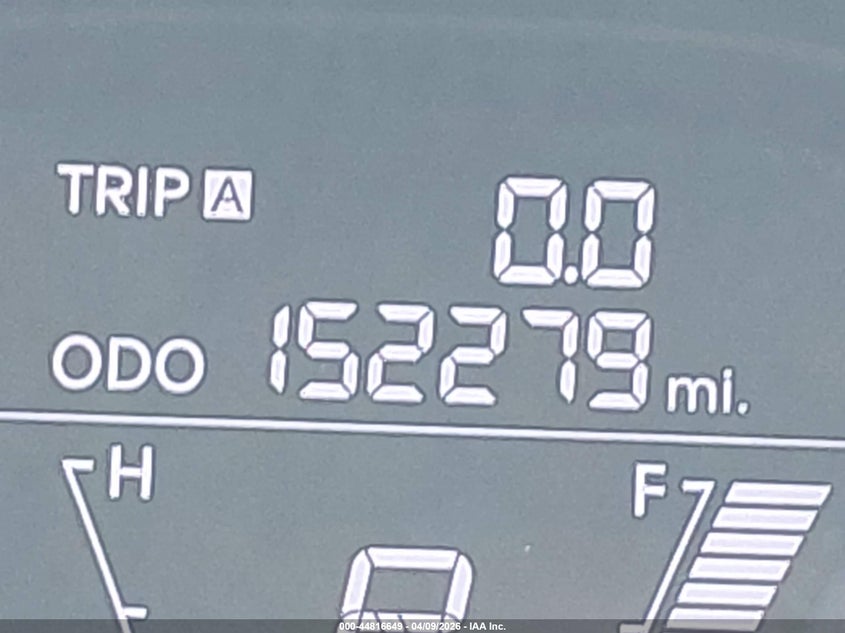 TRIP A 0.0
ODO 152279 mi.
H F
000-44816649 - 04/09/2026 - IAA Inc.